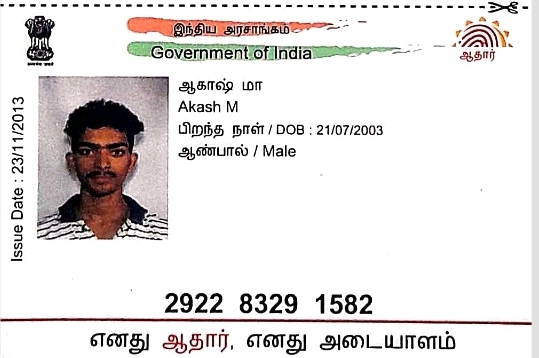 இந்திய அரசாங்கம்
Government of India
ஆதார்
ஆகாஷ் மா
Akash M
பிறந்த நாள் / DOB : 21/07/2003
ஆண்பால் / Male
Issue Date : 23/11/2013
2922 8329 1582
எனது ஆதார், எனது அடையாளம்